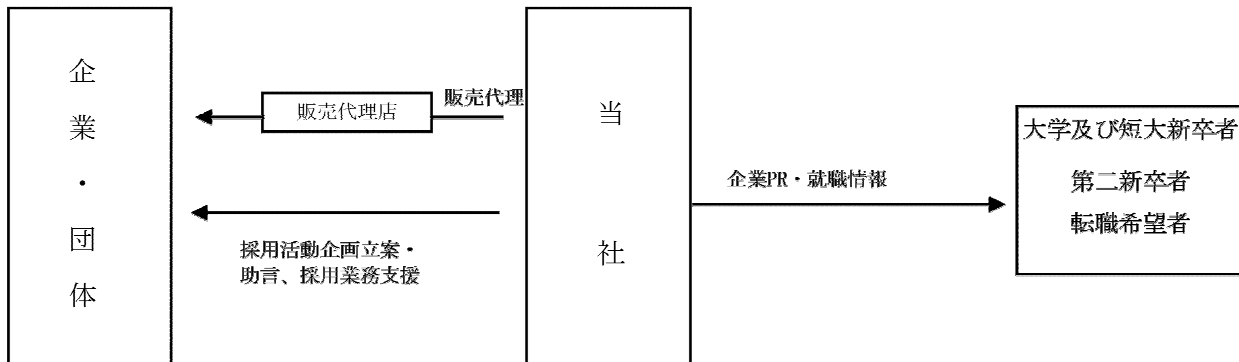 企業・団体
販売代理店
販売代理
採用活動企画立案・
助言、採用業務支援
当社
企業PR・就職情報
大学及び短大新卒者
第二新卒者
転職希望者